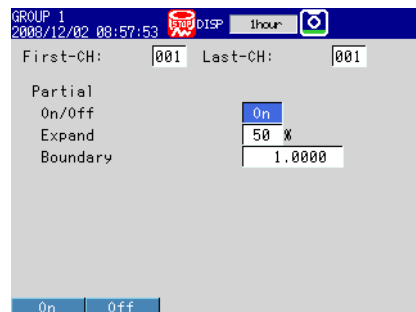 GROUP 1
2008/12/02 08:57:53 STOP DISP 1hour
First-CH: 001 Last-CH: 001
Partial
On/Off On
Expand 50 %
Boundary 1.0000
On Off